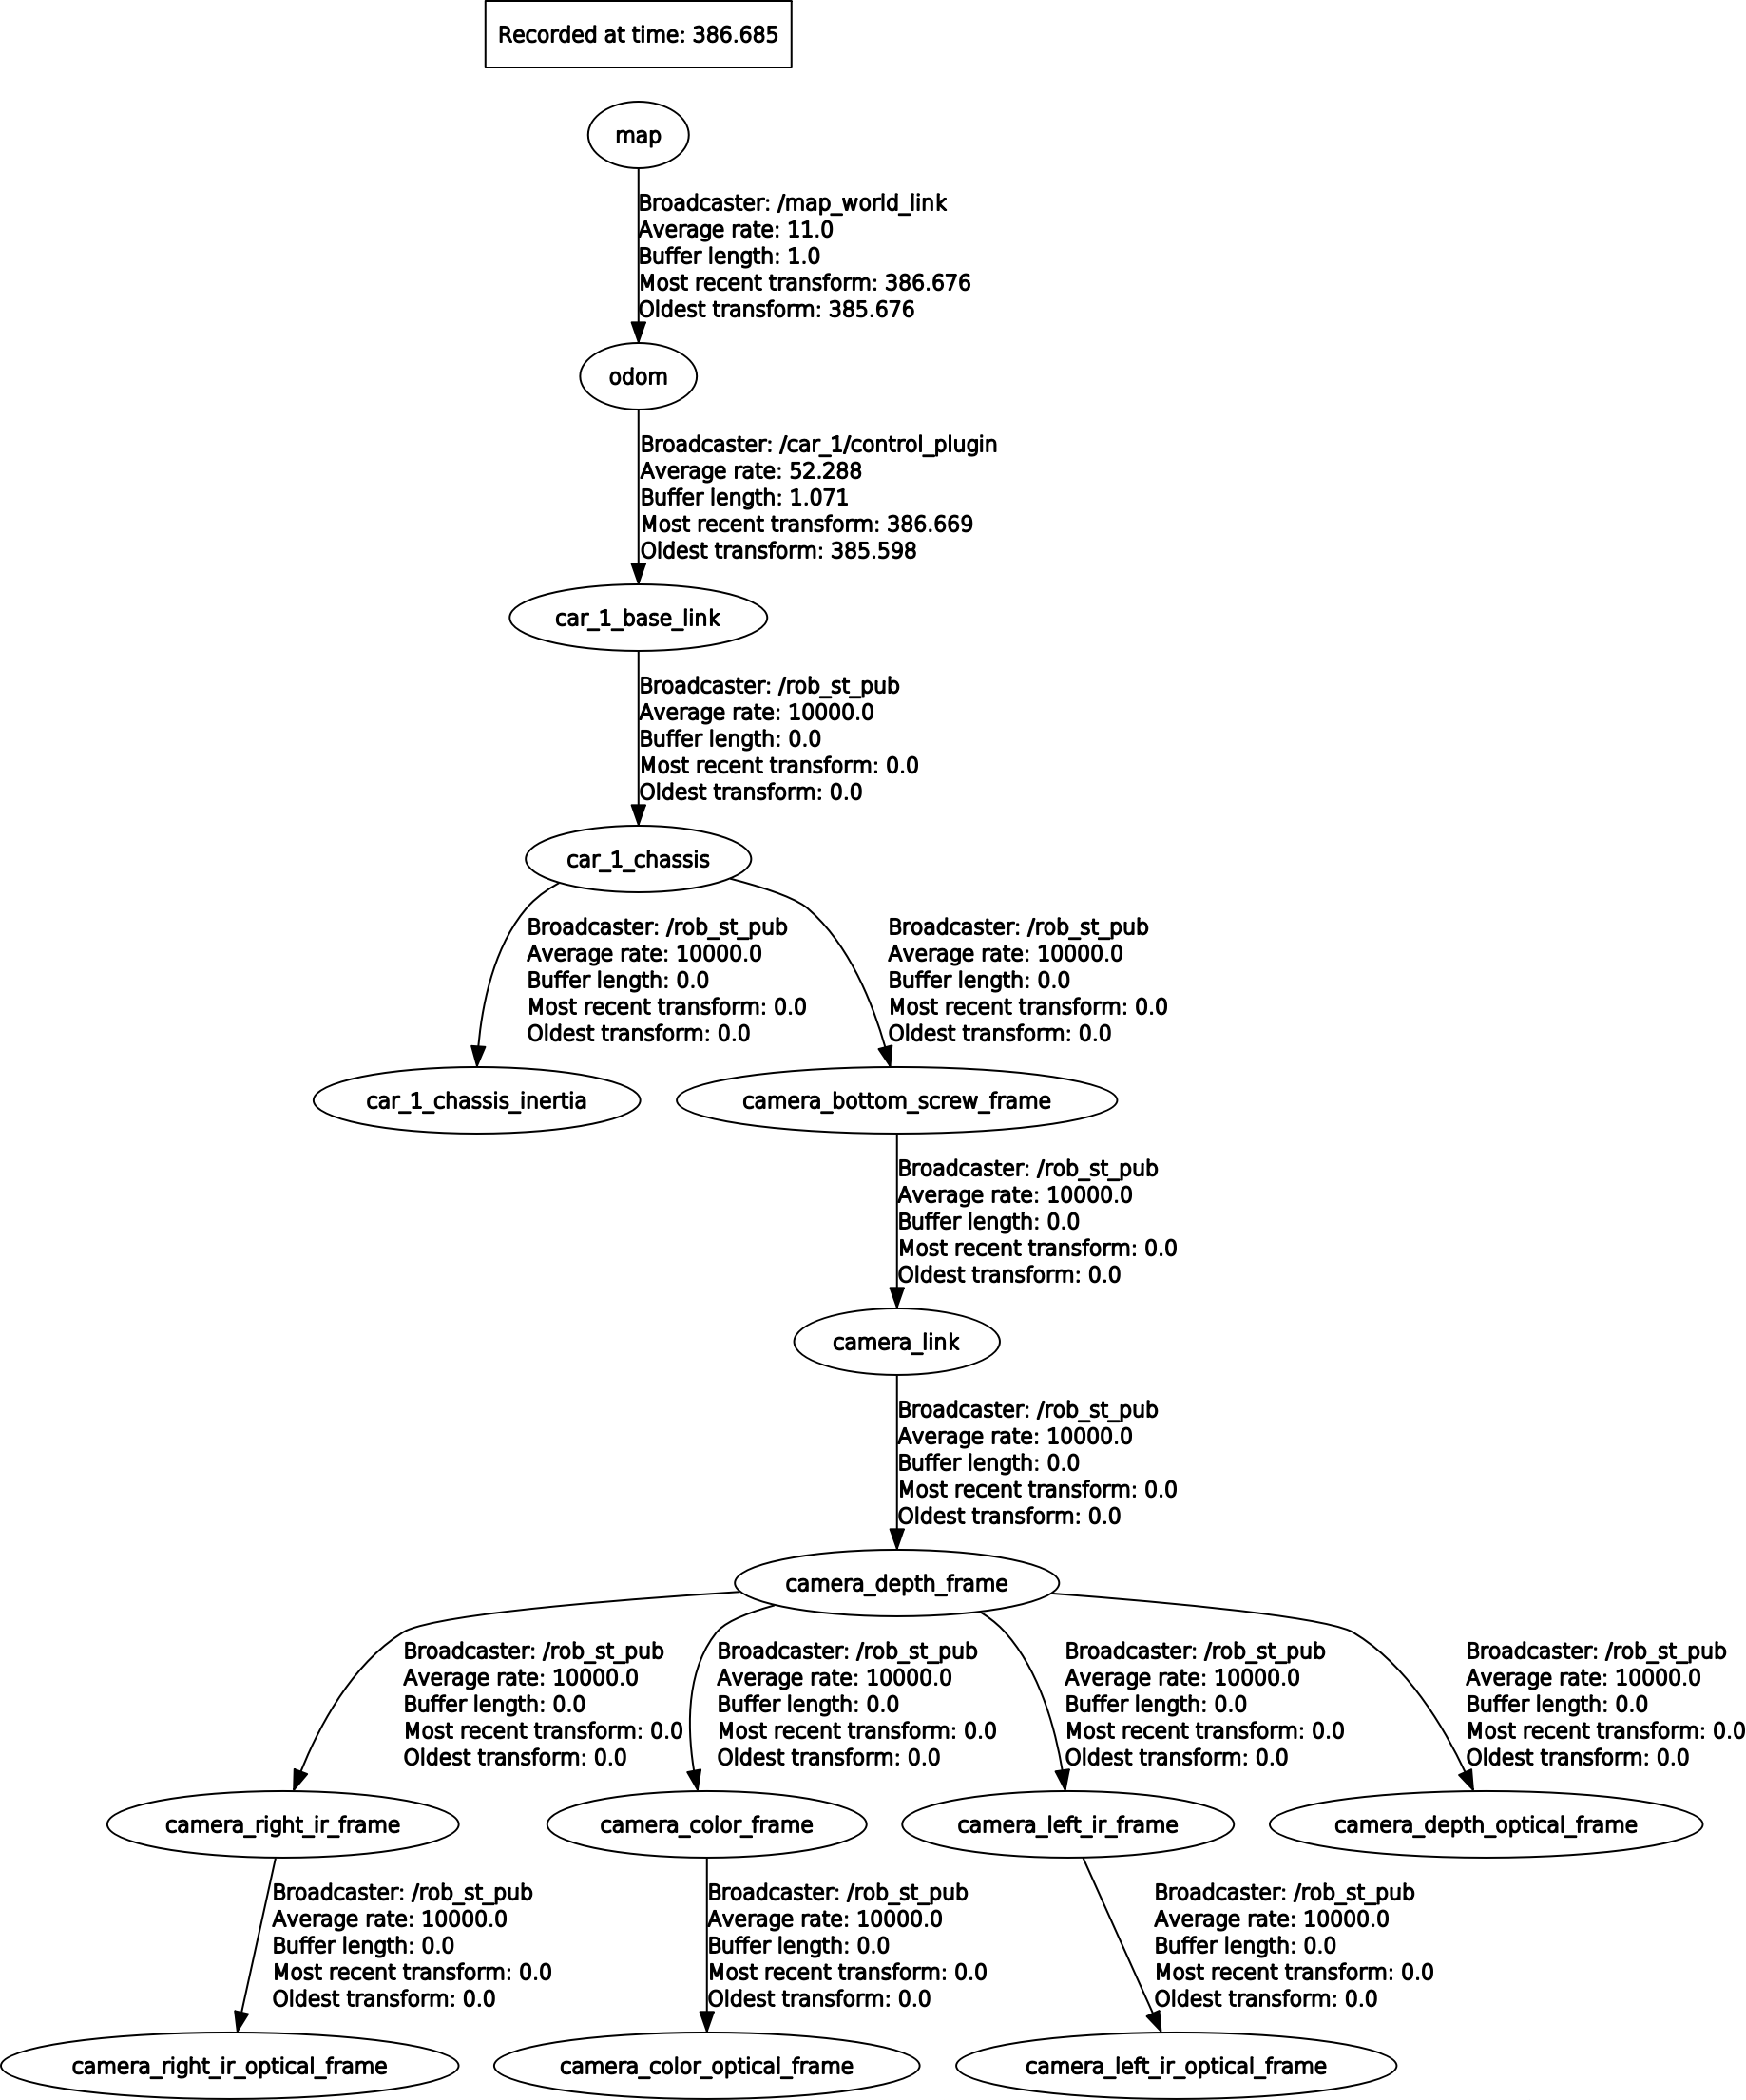 Recorded at time: 386.685
map
Broadcaster: /map_world_link
Average rate: 11.0
Buffer length: 1.0
Most recent transform: 386.676
Oldest transform: 385.676
odom
Broadcaster: /car_1/control_plugin
Average rate: 52.288
Buffer length: 1.071
Most recent transform: 386.669
Oldest transform: 385.598
car_1_base_link
Broadcaster: /rob_st_pub
Average rate: 10000.0
Buffer length: 0.0
Most recent transform: 0.0
Oldest transform: 0.0
car_1_chassis
Broadcaster: /rob_st_pub
Average rate: 10000.0
Buffer length: 0.0
Most recent transform: 0.0
Oldest transform: 0.0
Broadcaster: /rob_st_pub
Average rate: 10000.0
Buffer length: 0.0
Most recent transform: 0.0
Oldest transform: 0.0
car_1_chassis_inertia
camera_bottom_screw_frame
Broadcaster: /rob_st_pub
Average rate: 10000.0
Buffer length: 0.0
Most recent transform: 0.0
Oldest transform: 0.0
camera_link
Broadcaster: /rob_st_pub
Average rate: 10000.0
Buffer length: 0.0
Most recent transform: 0.0
Oldest transform: 0.0
camera_depth_frame
Broadcaster: /rob_st_pub
Average rate: 10000.0
Buffer length: 0.0
Most recent transform: 0.0
Oldest transform: 0.0
Broadcaster: /rob_st_pub
Average rate: 10000.0
Buffer length: 0.0
Most recent transform: 0.0
Oldest transform: 0.0
Broadcaster: /rob_st_pub
Average rate: 10000.0
Buffer length: 0.0
Most recent transform: 0.0
Oldest transform: 0.0
Broadcaster: /rob_st_pub
Average rate: 10000.0
Buffer length: 0.0
Most recent transform: 0.0
Oldest transform: 0.0
camera_right_ir_frame
camera_color_frame
camera_left_ir_frame
camera_depth_optical_frame
Broadcaster: /rob_st_pub
Average rate: 10000.0
Buffer length: 0.0
Most recent transform: 0.0
Oldest transform: 0.0
Broadcaster: /rob_st_pub
Average rate: 10000.0
Buffer length: 0.0
Most recent transform: 0.0
Oldest transform: 0.0
Broadcaster: /rob_st_pub
Average rate: 10000.0
Buffer length: 0.0
Most recent transform: 0.0
Oldest transform: 0.0
camera_right_ir_optical_frame
camera_color_optical_frame
camera_left_ir_optical_frame